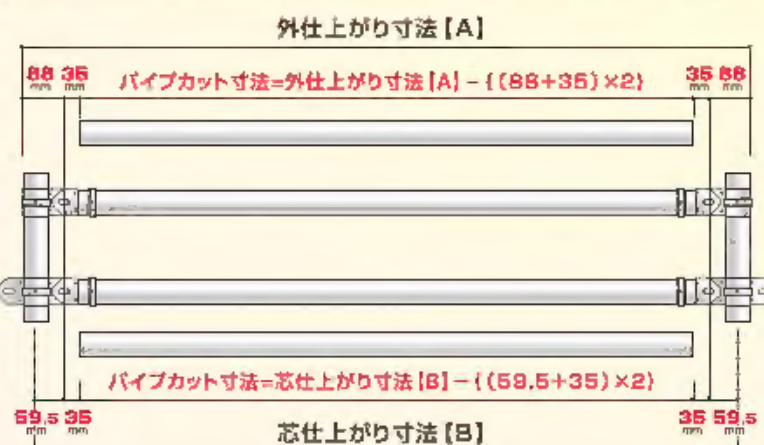 外仕上がり寸法【A】
88 35 パイプカット寸法=外仕上がり寸法【A】-{(88+35)×2} 35 88
mm mm mm mm
パイプカット寸法=芯仕上がり寸法【B】-{(59.5+35)×2}
59.5 35 芯仕上がり寸法【B】 35 59.5
mm mm mm mm